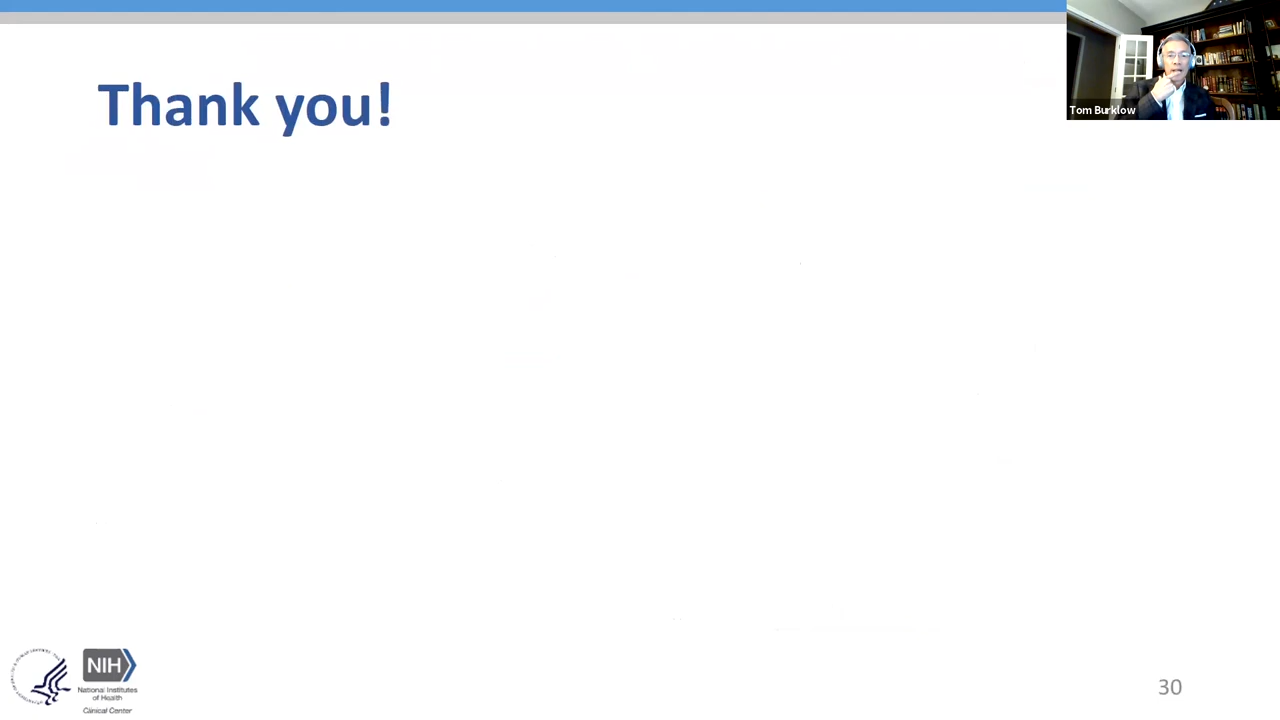 Thank you!
Tom Burklow
NIH
National Institutes
of Health
Clinical Center
30